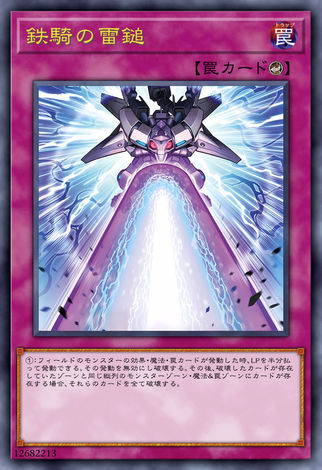 鉄騎の雷鎚
トラップ
罠
【罠カード】
①:フィールドのモンスターの効果・魔法・罠カードが発動した時、LPを半分払
って発動できる。その発動を無効にし破壊する。その後、破壊したカードが存在
していたゾーンと同じ縦列のモンスターゾーン・魔法&罠ゾーンにカードが存
在する場合、それらのカードを全て破壊する。
12682213